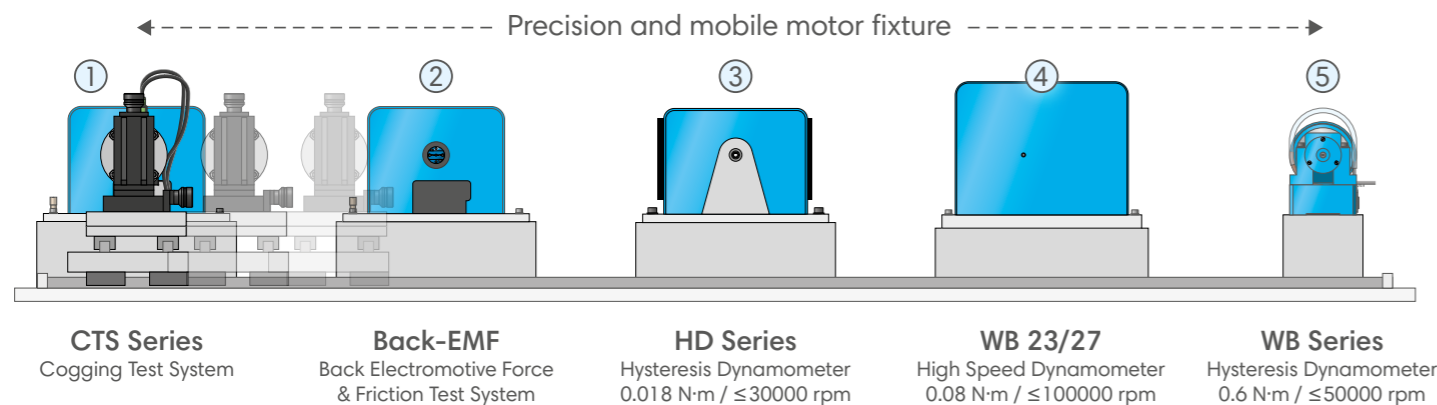 Precision and mobile motor fixture
1
2
3
4
5
CTS Series
Cogging Test System
Back-EMF
Back Electromotive Force
& Friction Test System
HD Series
Hysteresis Dynamometer
0.018 N·m / ≤30000 rpm
WB 23/27
High Speed Dynamometer
0.08 N·m / ≤100000 rpm
WB Series
Hysteresis Dynamometer
0.6 N·m / ≤50000 rpm